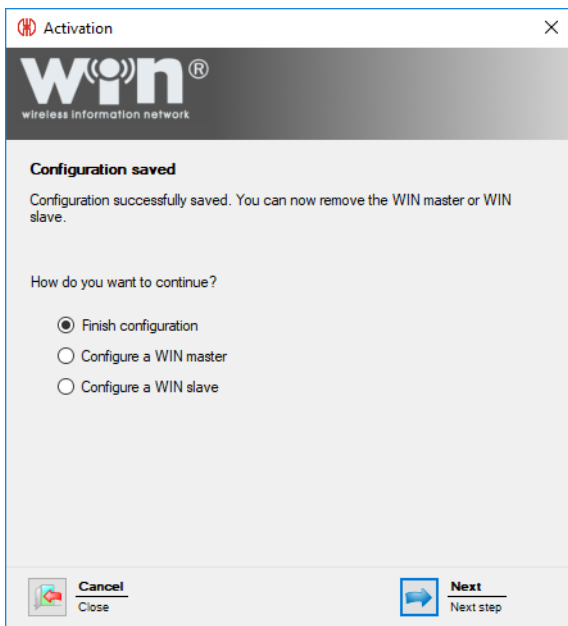 Activation
WIN®
wireless information network
Configuration saved
Configuration successfully saved. You can now remove the WIN master or WIN
slave.
How do you want to continue?
Finish configuration
Configure a WIN master
Configure a WIN slave
Cancel
Close
Next
Next step